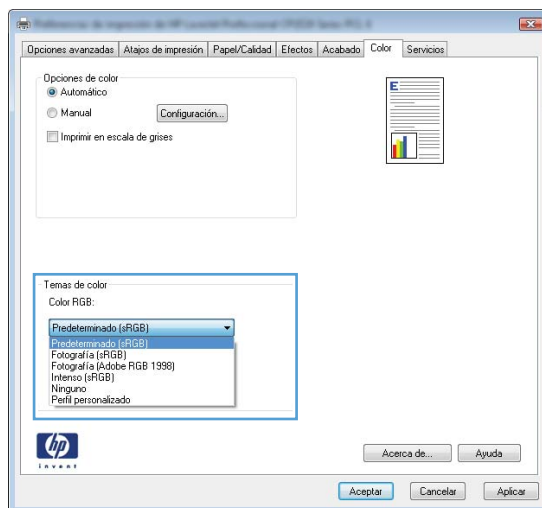 Opciones avanzadas Atajos de impresión Papel/Calidad Efectos Acabado Color Servicios
Opciones de color
Automático
Manual
Configuración...
Imprimir en escala de grises
E
Temas de color
Color RGB:
Predeterminado (sRGB)
Predeterminado (sRGB)
Fotografía (sRGB)
Fotografía (Adobe RGB 1998)
Intenso (sRGB)
Ninguno
Perfil personalizado
hp
invent
Acerca de... Ayuda
Aceptar Cancelar Aplicar